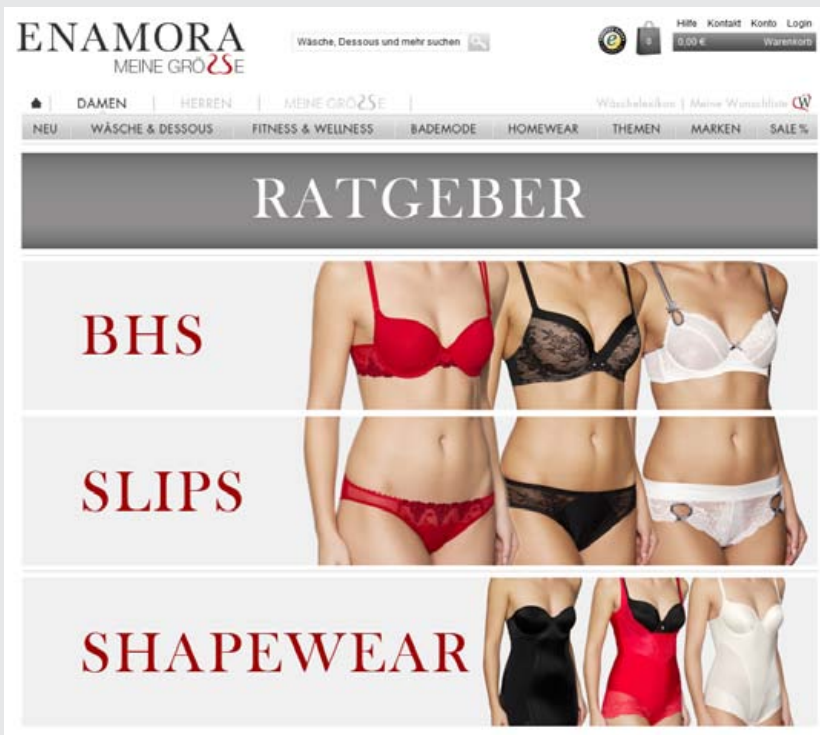 ENAMORA
MEINE GRÖSSE
Wäsche, Dessous und mehr suchen
0
Hilfe Kontakt Konto Login
0,00 € Warenkorb
DAMEN | HERREN | MEINE GRÖSSE |
Wäschelexikon | Meine Wunschliste
NEU WÄSCHE & DESSOUS FITNESS & WELLNESS BADEMODE HOMEWEAR THEMEN MARKEN SALE %
RATGEBER
BHS
SLIPS
SHAPEWEAR